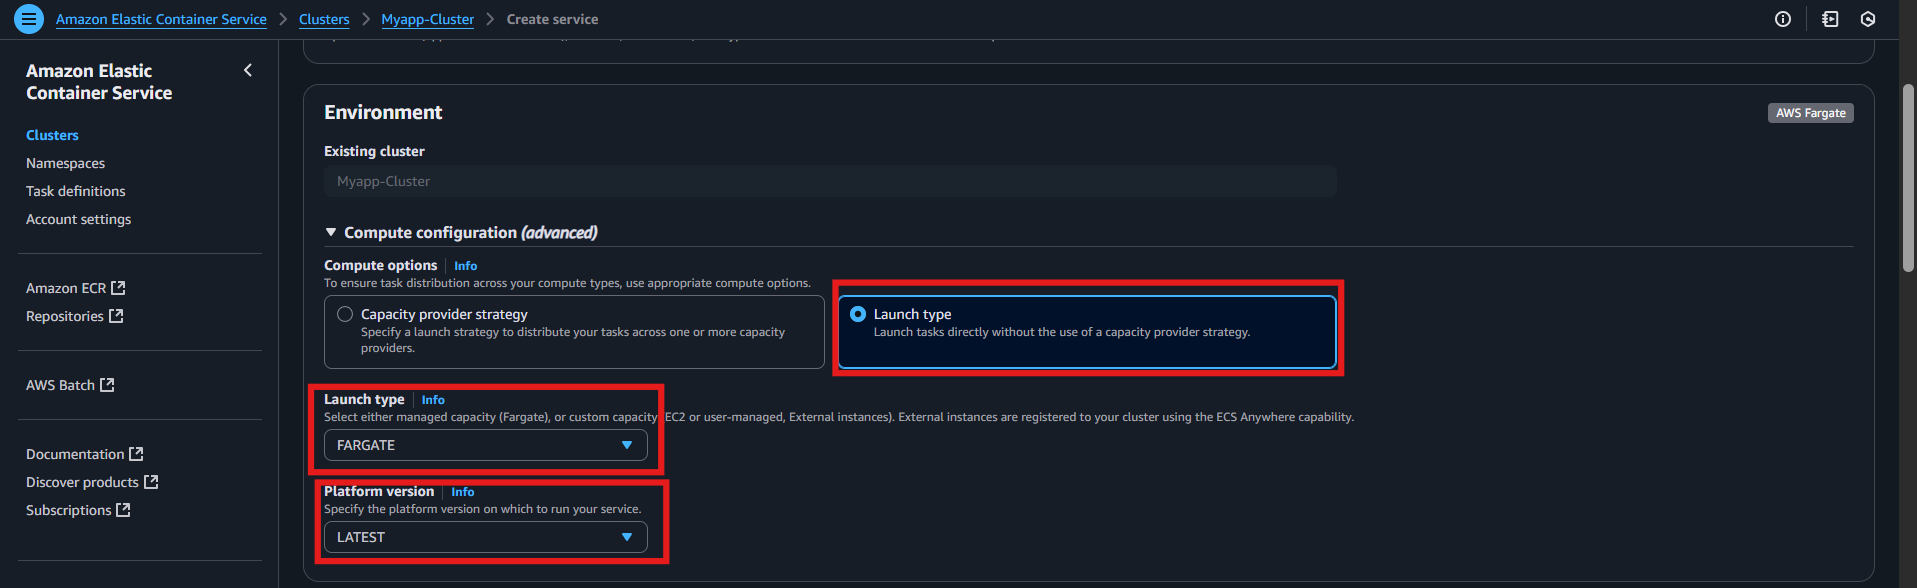 Amazon Elastic Container Service > Clusters > Myapp-Cluster > Create service
Amazon Elastic
Container Service
Clusters
Namespaces
Task definitions
Account settings
Amazon ECR
Repositories
AWS Batch
Documentation
Discover products
Subscriptions
Environment
AWS Fargate
Existing cluster
Myapp-Cluster
Compute configuration (advanced)
Compute options Info
To ensure task distribution across your compute types, use appropriate compute options.
Capacity provider strategy
Specify a launch strategy to distribute your tasks across one or more capacity
providers.
Launch type
Launch tasks directly without the use of a capacity provider strategy.
Launch type Info
Select either managed capacity (Fargate), or custom capacity EC2 or user-managed, External instances). External instances are registered to your cluster using the ECS Anywhere capability.
FARGATE
Platform version Info
Specify the platform version on which to run your service.
LATEST